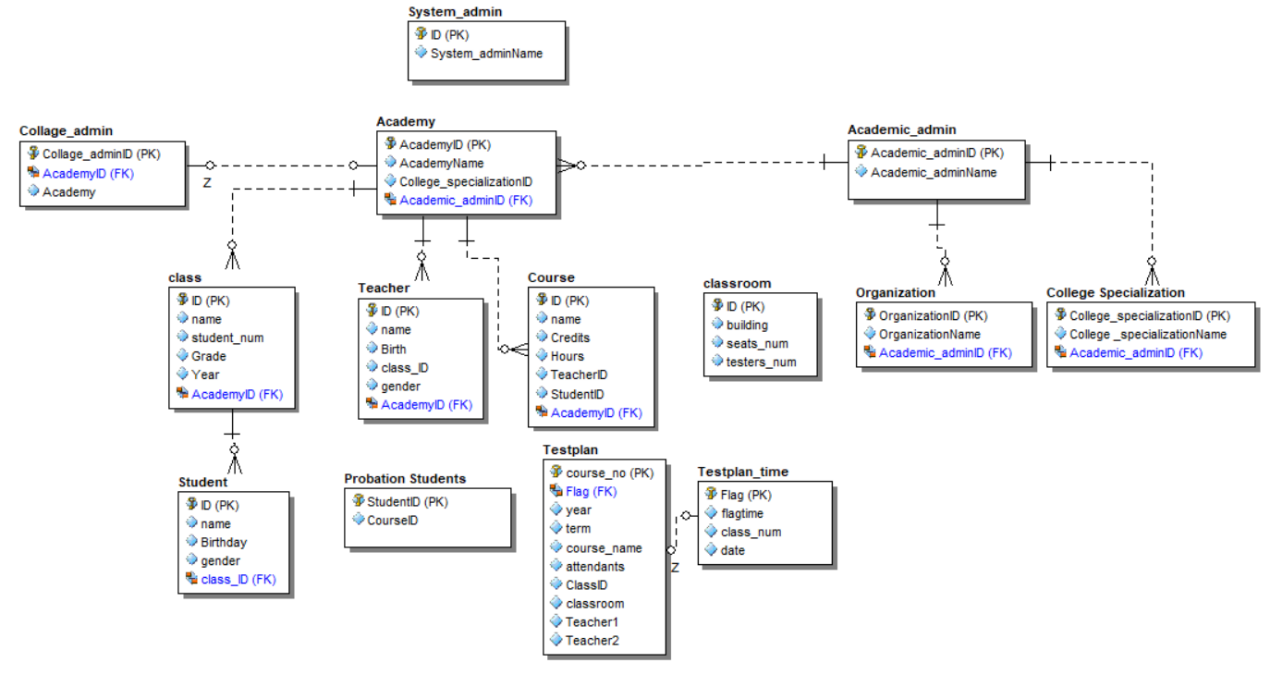 System_admin
ID (PK)
System_adminName
Collage_admin
Collage_adminID (PK)
AcademyID (FK)
Academy
Z
Academy
AcademyID (PK)
AcademyName
College_specializationID
Academic_adminID (FK)
Academic_admin
Academic_adminID (PK)
Academic_adminName
class
ID (PK)
name
student_num
Grade
Year
AcademyID (FK)
Teacher
ID (PK)
name
Birth
class_ID
gender
AcademyID (FK)
Course
ID (PK)
name
Credits
Hours
TeacherID
StudentID
AcademyID (FK)
classroom
ID (PK)
building
seats_num
testers_num
Organization
OrganizationID (PK)
OrganizationName
Academic_adminID (FK)
College Specialization
College_specializationID (PK)
College _specializationName
Academic_adminID (FK)
Student
ID (PK)
name
Birthday
gender
class_ID (FK)
Probation Students
StudentID (PK)
CourseID
Testplan
course_no (PK)
Flag (FK)
year
term
course_name
attendants
ClassID
classroom
Teacher1
Teacher2
Z
Testplan_time
Flag (PK)
flagtime
class_num
date